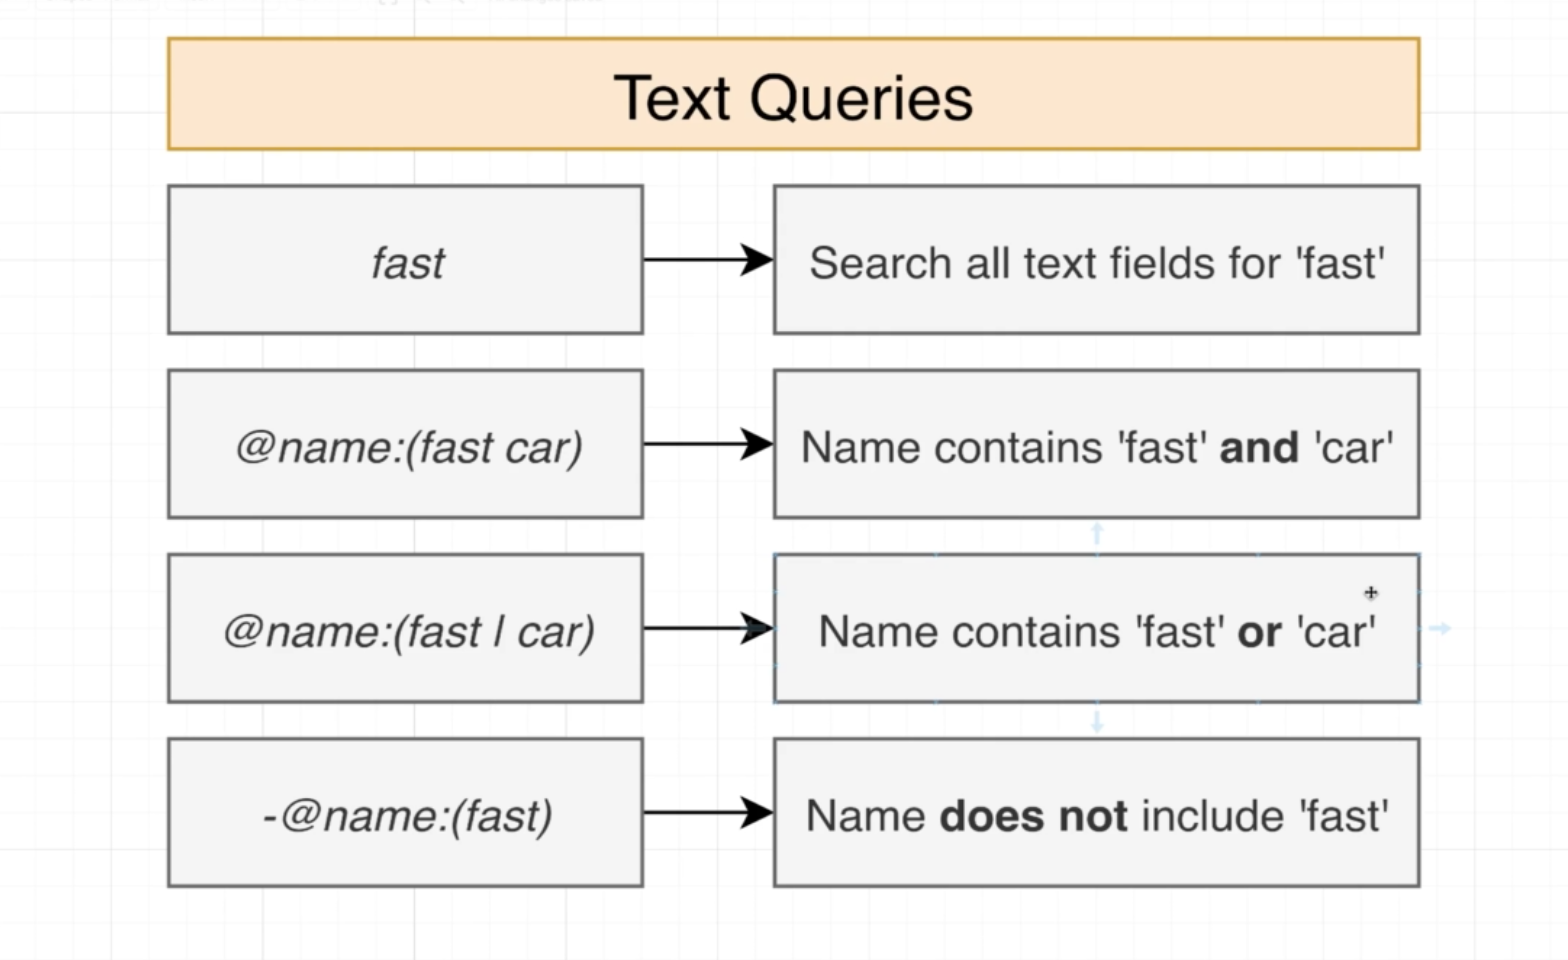 Text Queries
fast
Search all text fields for 'fast'
@name:(fast car)
Name contains 'fast' and 'car'
@name:(fast | car)
Name contains 'fast' or 'car'
-@name:(fast)
Name does not include 'fast'